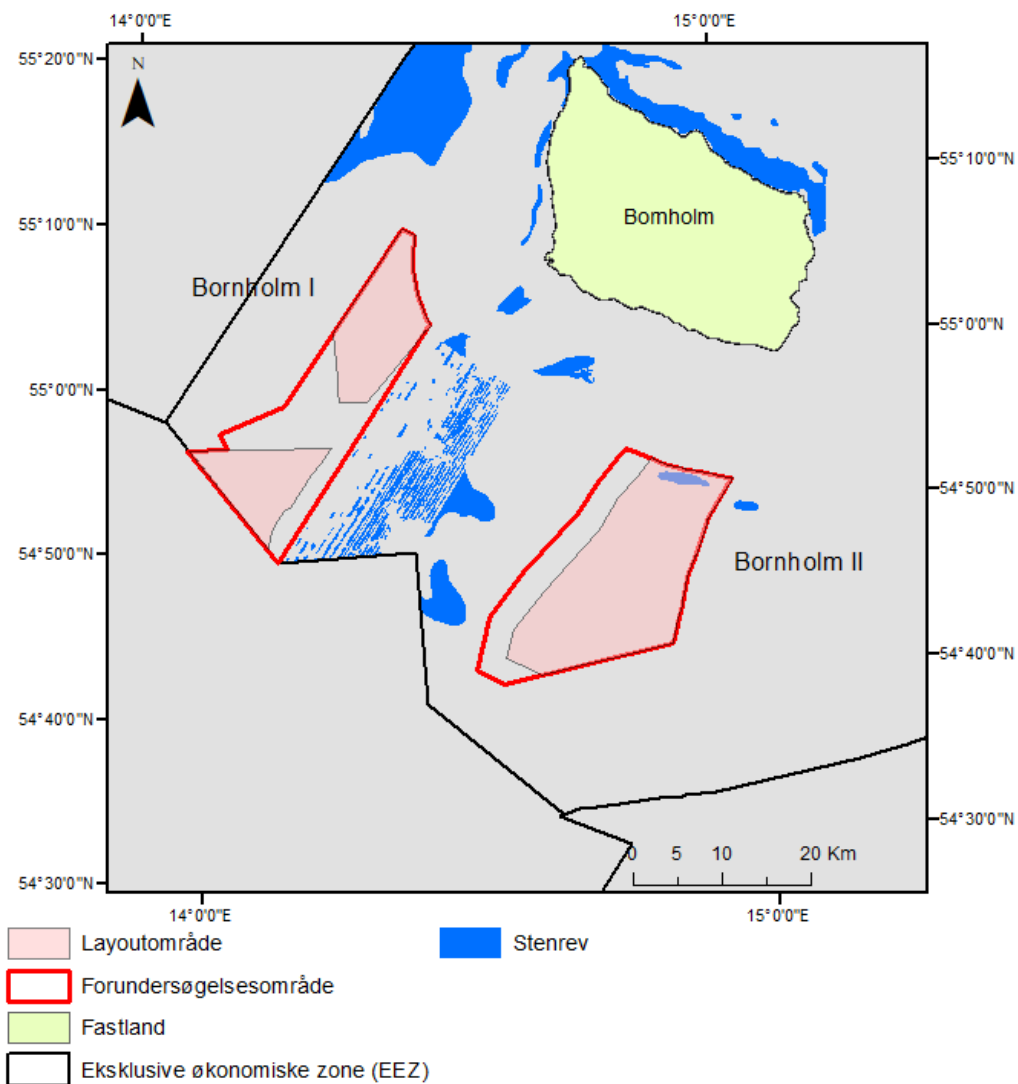 14°0'0"E 15°0'0"E
55°20'0"N
N
Bornholm
55°10'0"N
55°10'0"N
Bornholm I
55°0'0"N
55°0'0"N
54°50'0"N
54°50'0"N
Bornholm II
54°40'0"N
54°40'0"N
54°30'0"N
0 5 10 20 Km
54°30'0"N
14°0'0"E 15°0'0"E
Layoutområde Stenrev
Forundersøgelsesområde
Fastland
Eksklusive økonomiske zone (EEZ)